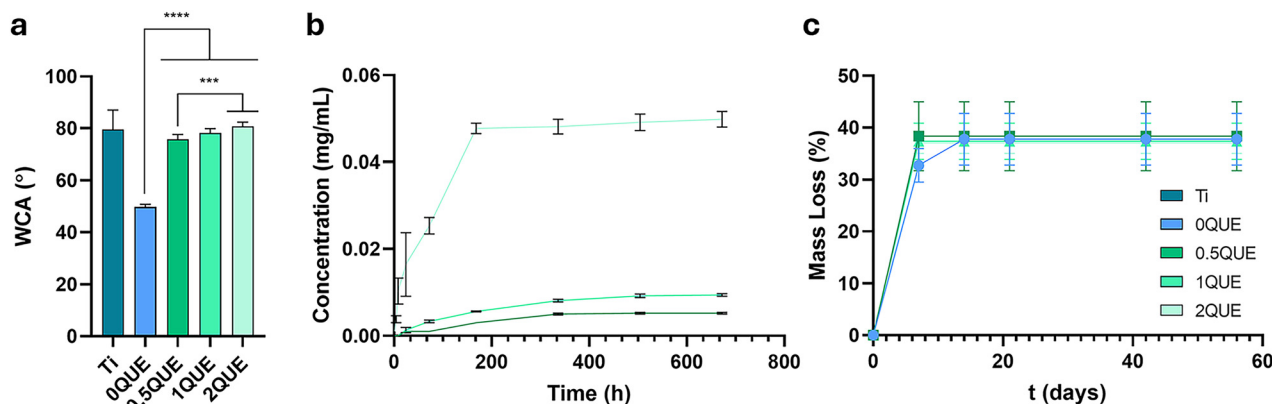 a
****
***
WCA (°)
100
80
60
40
20
0
Ti
0QUE
0.5QUE
1QUE
2QUE
b
Concentration (mg/mL)
0.06
0.04
0.02
0.00
0
200
400
600
800
Time (h)
c
Mass Loss (%)
50
40
30
20
10
0
0
20
40
60
t (days)
Ti
0QUE
0.5QUE
1QUE
2QUE